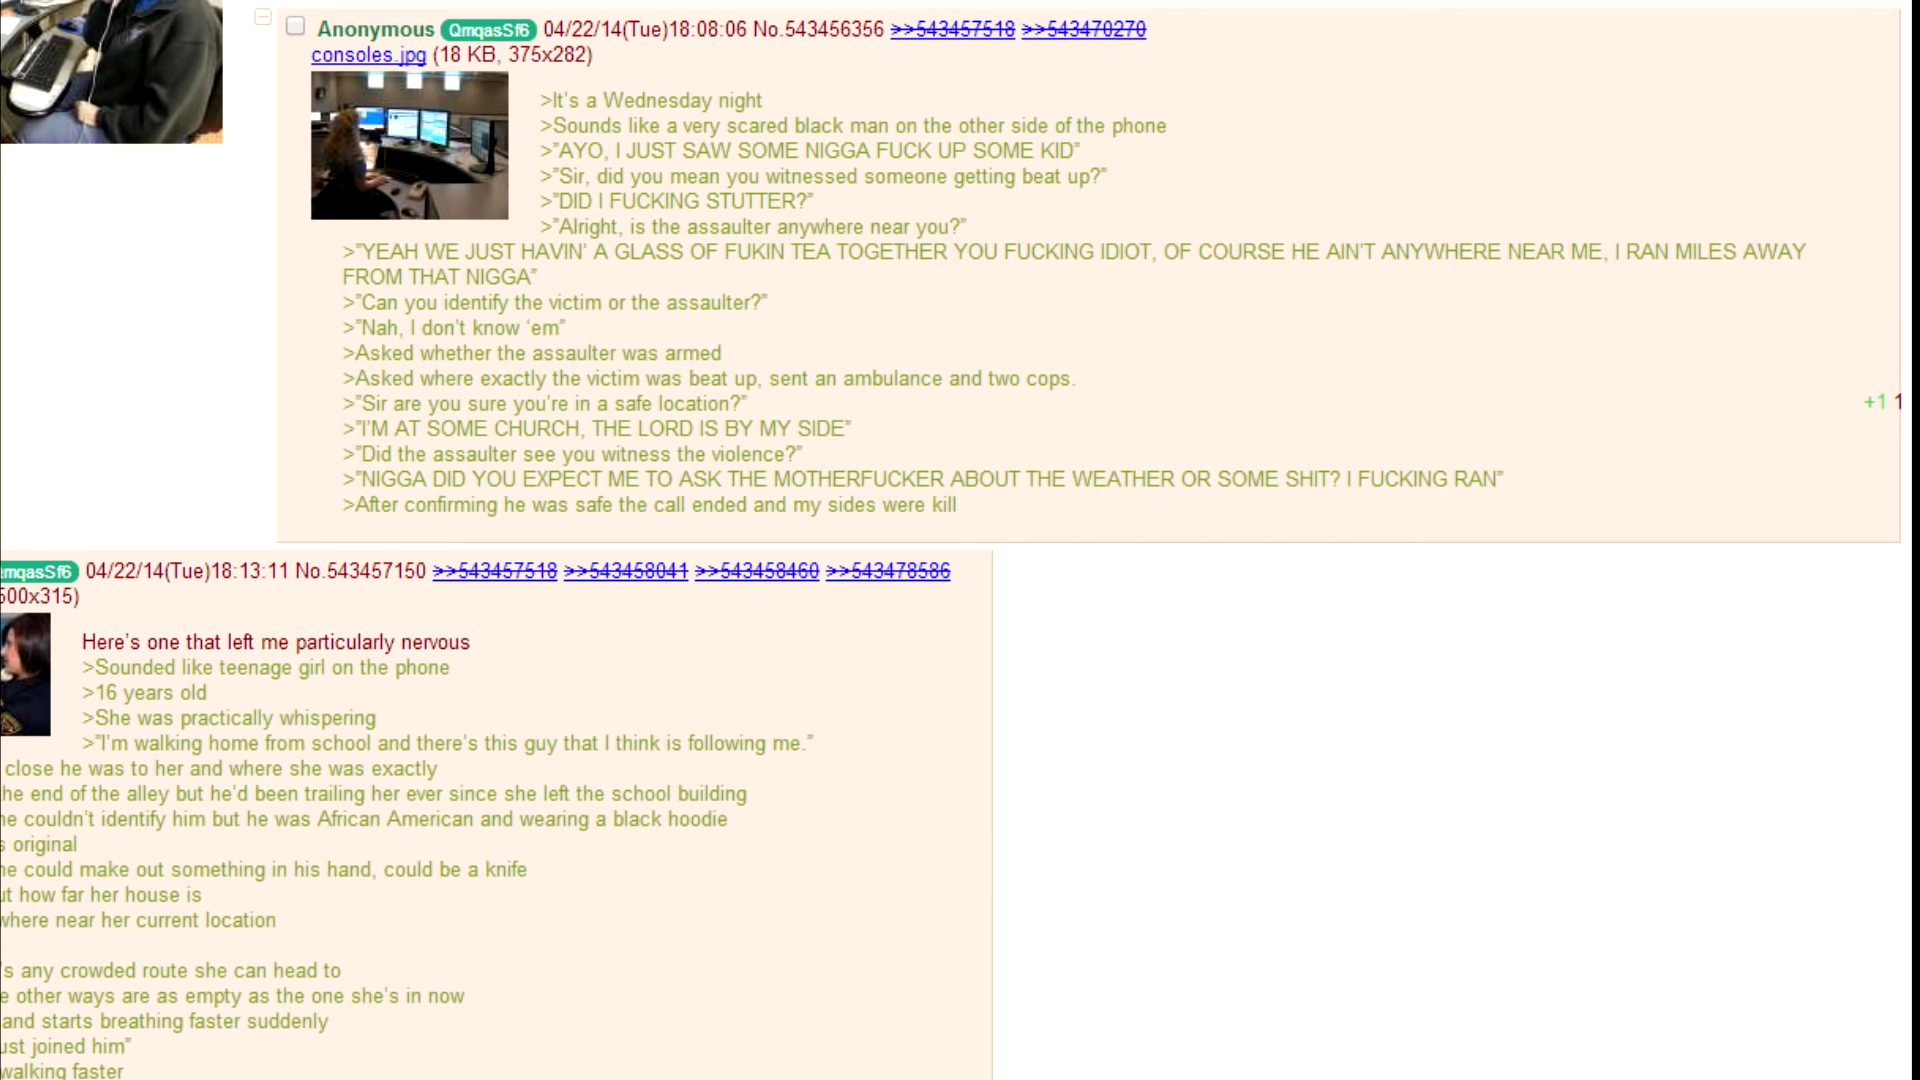 Anonymous QmqasSf6 04/22/14(Tue)18:08:06 No.543456356 >>543457518 >>543470270
consoles.jpg (18 KB, 375x282)
>It's a Wednesday night
>Sounds like a very scared black man on the other side of the phone
>"AYO, I JUST SAW SOME NIGGA FUCK UP SOME KID"
>"Sir, did you mean you witnessed someone getting beat up?"
>"DID I FUCKING STUTTER?"
>"Alright, is the assaulter anywhere near you?"
>"YEAH WE JUST HAVIN' A GLASS OF FUKIN TEA TOGETHER YOU FUCKING IDIOT, OF COURSE HE AIN'T ANYWHERE NEAR ME, I RAN MILES AWAY
FROM THAT NIGGA"
>"Can you identify the victim or the assaulter?"
>"Nah, I don't know 'em"
>Asked whether the assaulter was armed
>Asked where exactly the victim was beat up, sent an ambulance and two cops.
>"Sir are you sure you're in a safe location?"
+1 1
>"I'M AT SOME CHURCH, THE LORD IS BY MY SIDE"
>"Did the assaulter see you witness the violence?"
>"NIGGA DID YOU EXPECT ME TO ASK THE MOTHERFUCKER ABOUT THE WEATHER OR SOME SHIT? I FUCKING RAN"
>After confirming he was safe the call ended and my sides were kill
mqasSf6 04/22/14(Tue)18:13:11 No.543457150 >>543457518 >>543458041 >>543458460 >>543478586
500x315)
Here's one that left me particularly nervous
>Sounded like teenage girl on the phone
>16 years old
>She was practically whispering
>"I'm walking home from school and there's this guy that I think is following me."
close he was to her and where she was exactly
he end of the alley but he'd been trailing her ever since she left the school building
he couldn't identify him but he was African American and wearing a black hoodie
s original
he could make out something in his hand, could be a knife
ut how far her house is
where near her current location
's any crowded route she can head to
e other ways are as empty as the one she's in now
and starts breathing faster suddenly
ust joined him"
walking faster